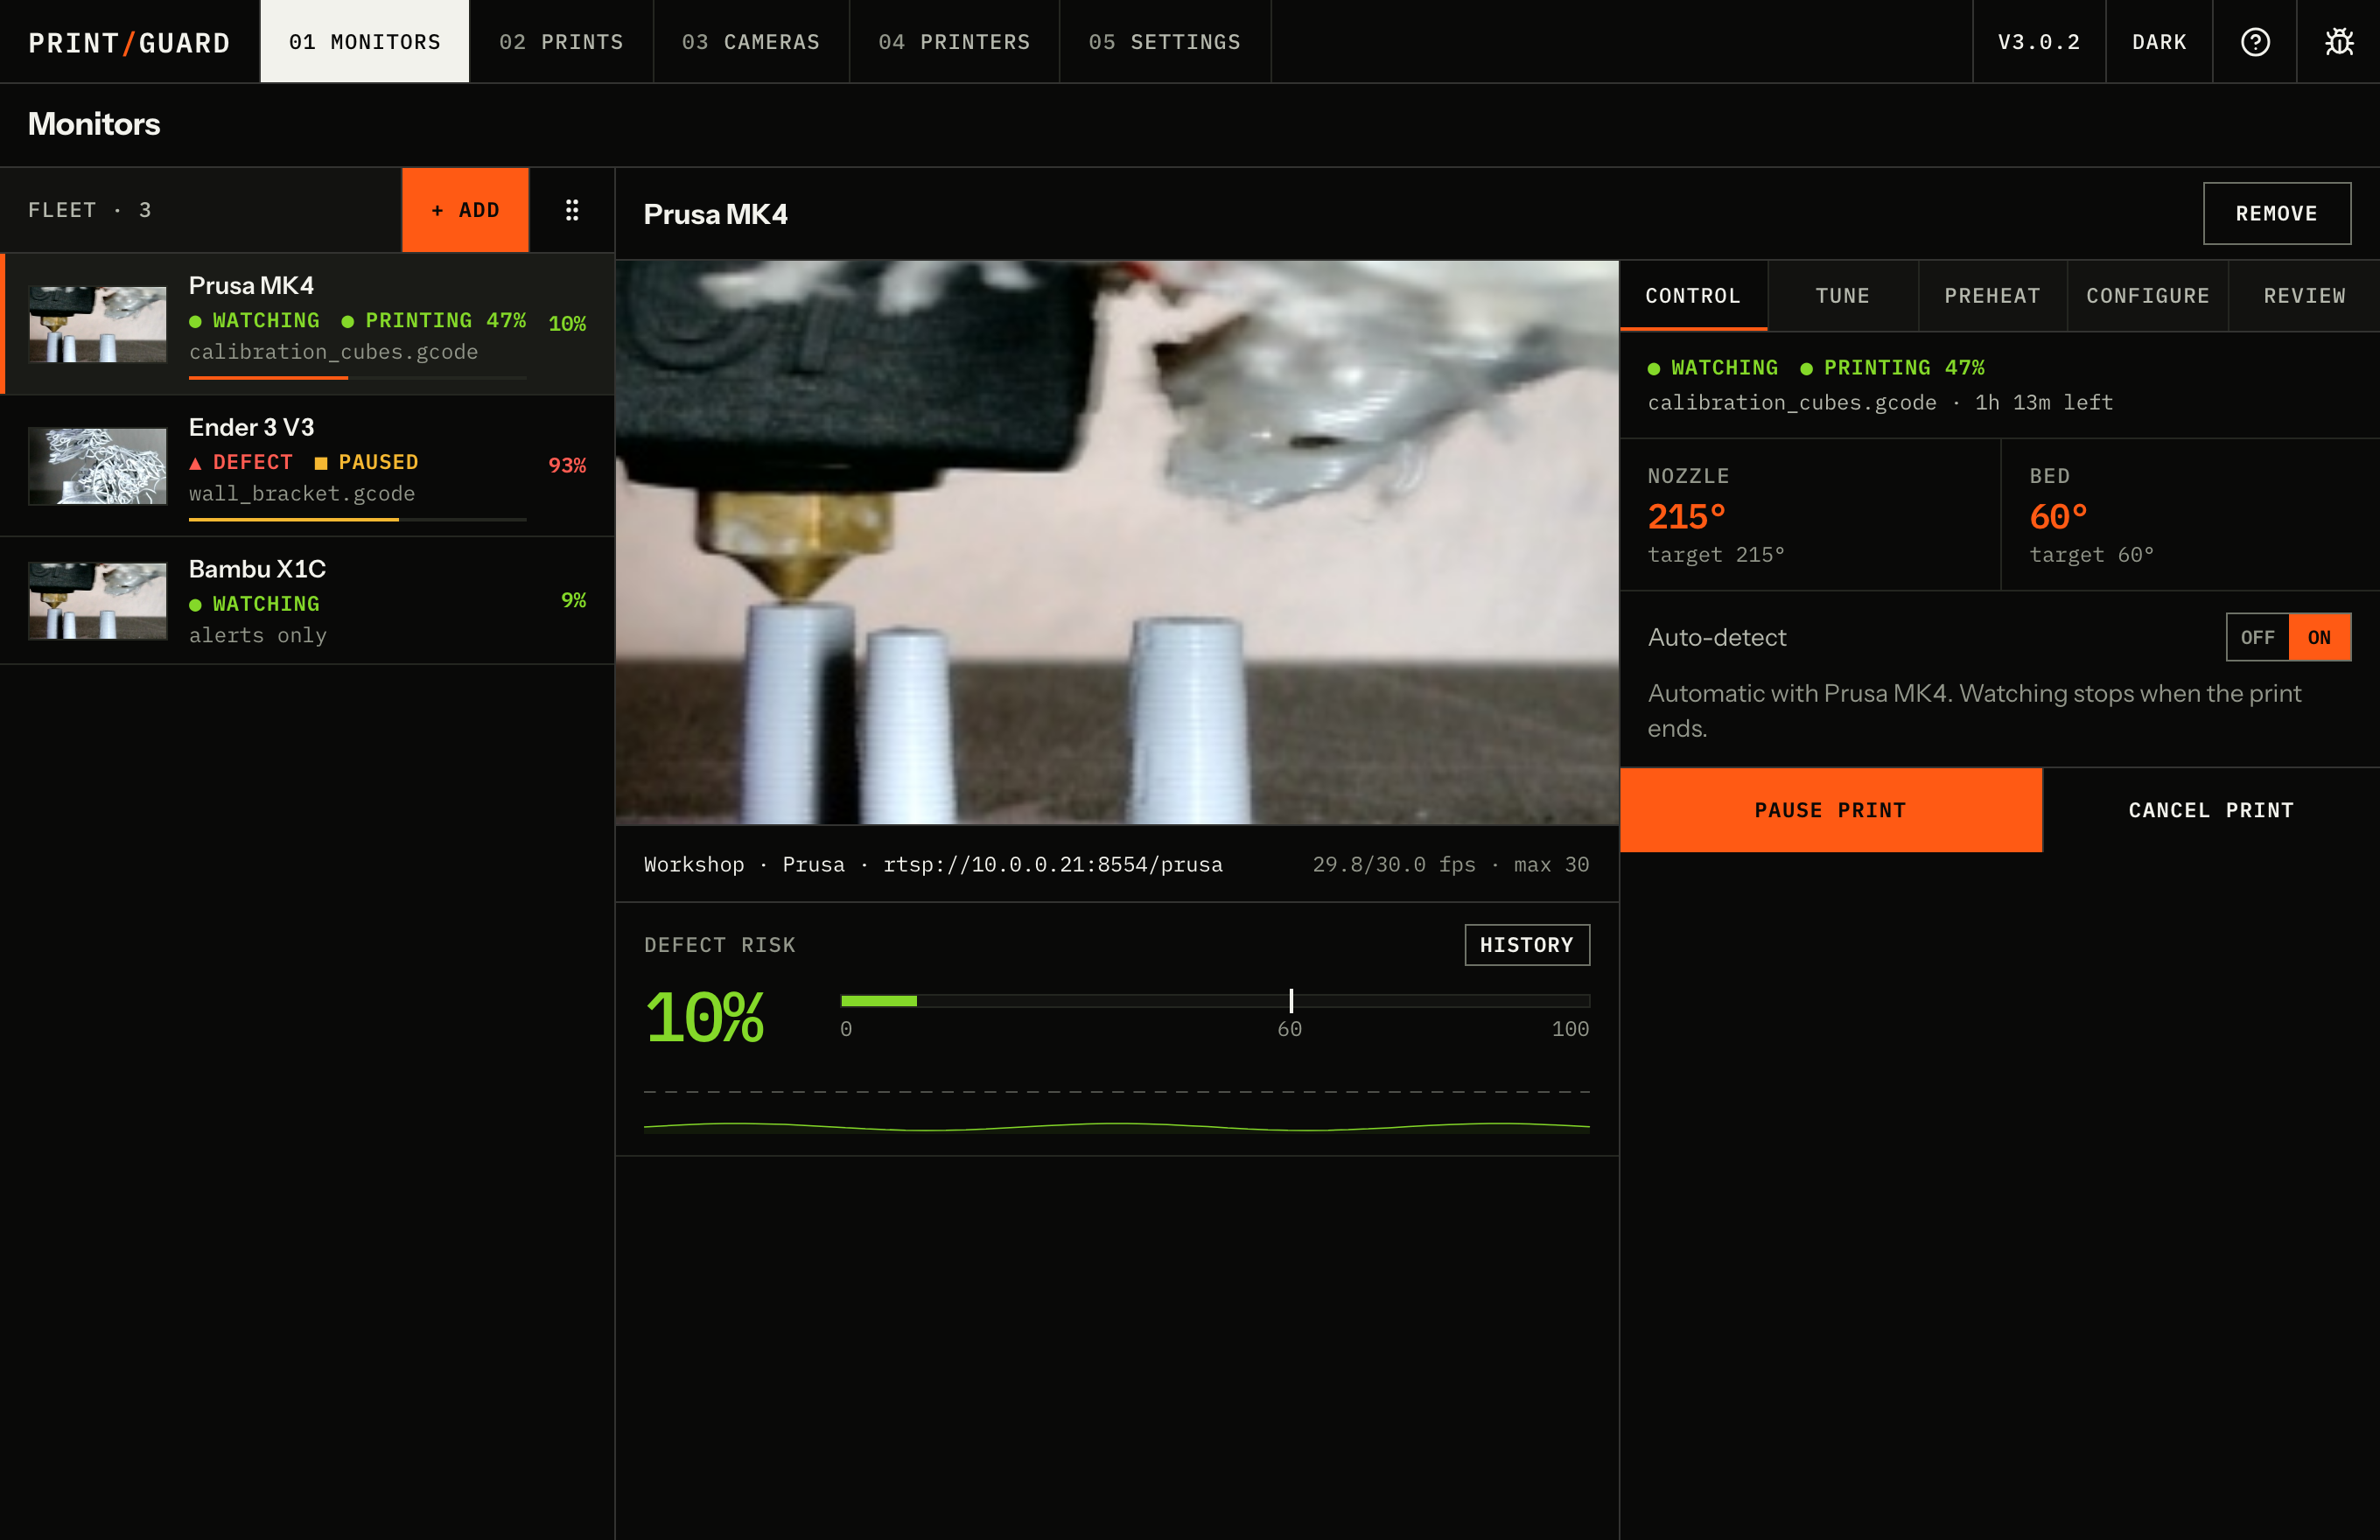 PRINT/GUARD
01 MONITORS
02 PRINTS
03 CAMERAS
04 PRINTERS
05 SETTINGS
V3.0.2
DARK
Monitors
FLEET · 3
+ ADD
Prusa MK4
WATCHING PRINTING 47%
10%
calibration_cubes.gcode
Ender 3 V3
DEFECT PAUSED
93%
wall_bracket.gcode
Bambu X1C
WATCHING
9%
alerts only
Prusa MK4
REMOVE
Workshop · Prusa · rtsp://10.0.0.21:8554/prusa
29.8/30.0 fps · max 30
DEFECT RISK
HISTORY
10%
0
60
100
CONTROL
TUNE
PREHEAT
CONFIGURE
REVIEW
WATCHING PRINTING 47%
calibration_cubes.gcode · 1h 13m left
NOZZLE
215°
target 215°
BED
60°
target 60°
Auto-detect
OFF
ON
Automatic with Prusa MK4. Watching stops when the print
ends.
PAUSE PRINT
CANCEL PRINT